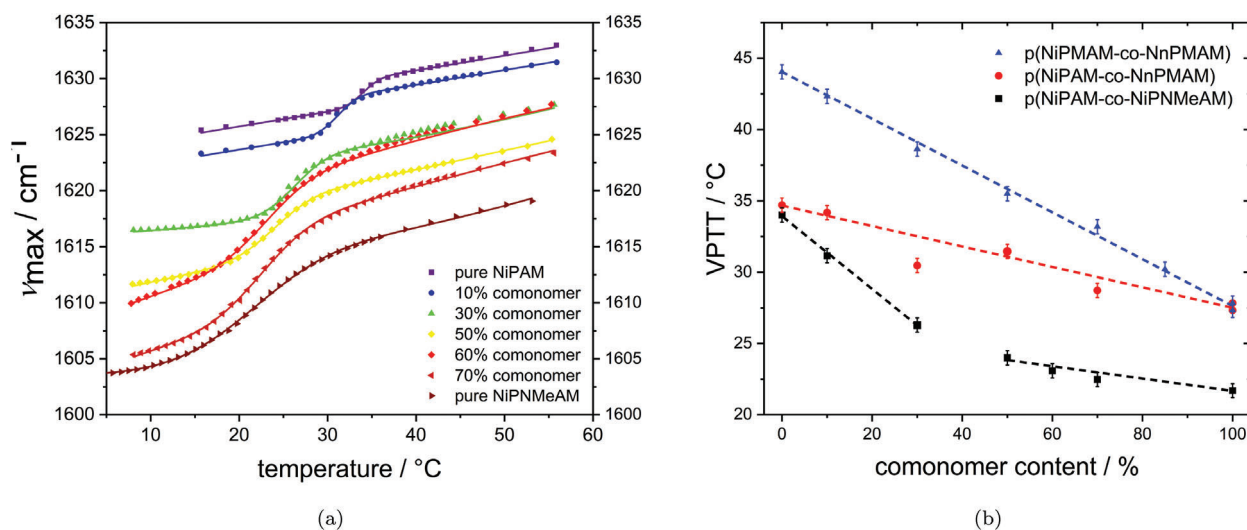 1635
1630
1625
1620
1615
1610
1605
1600
νmax / cm⁻¹
1635
1630
1625
1620
1615
1610
1605
1600
pure NiPAM
10% comonomer
30% comonomer
50% comonomer
60% comonomer
70% comonomer
pure NiPNMeAM
10 20 30 40 50 60
temperature / °C
(a)
45
40
35
30
25
20
VPTT / °C
p(NiPMAM-co-NnPMAM)
p(NiPAM-co-NnPMAM)
p(NiPAM-co-NiPNMeAM)
0 20 40 60 80 100
comonomer content / %
(b)